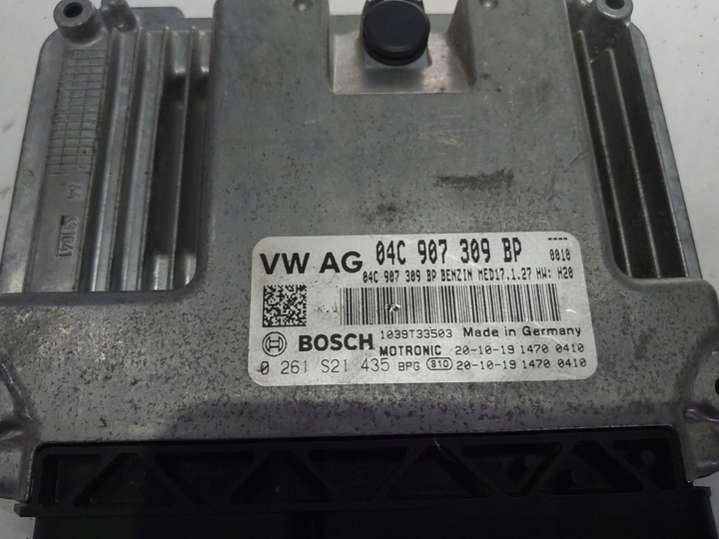 VW AG 04C 907 309 BP ----
0010
04C 907 309 BP BENZIN MED17.1.27 HW: H20
BOSCH 1039T33503 Made in Germany
MOTRONIC 20-10-19 1470 0410
0 261 S21 435 BPG S10 20-10-19 1470 0410